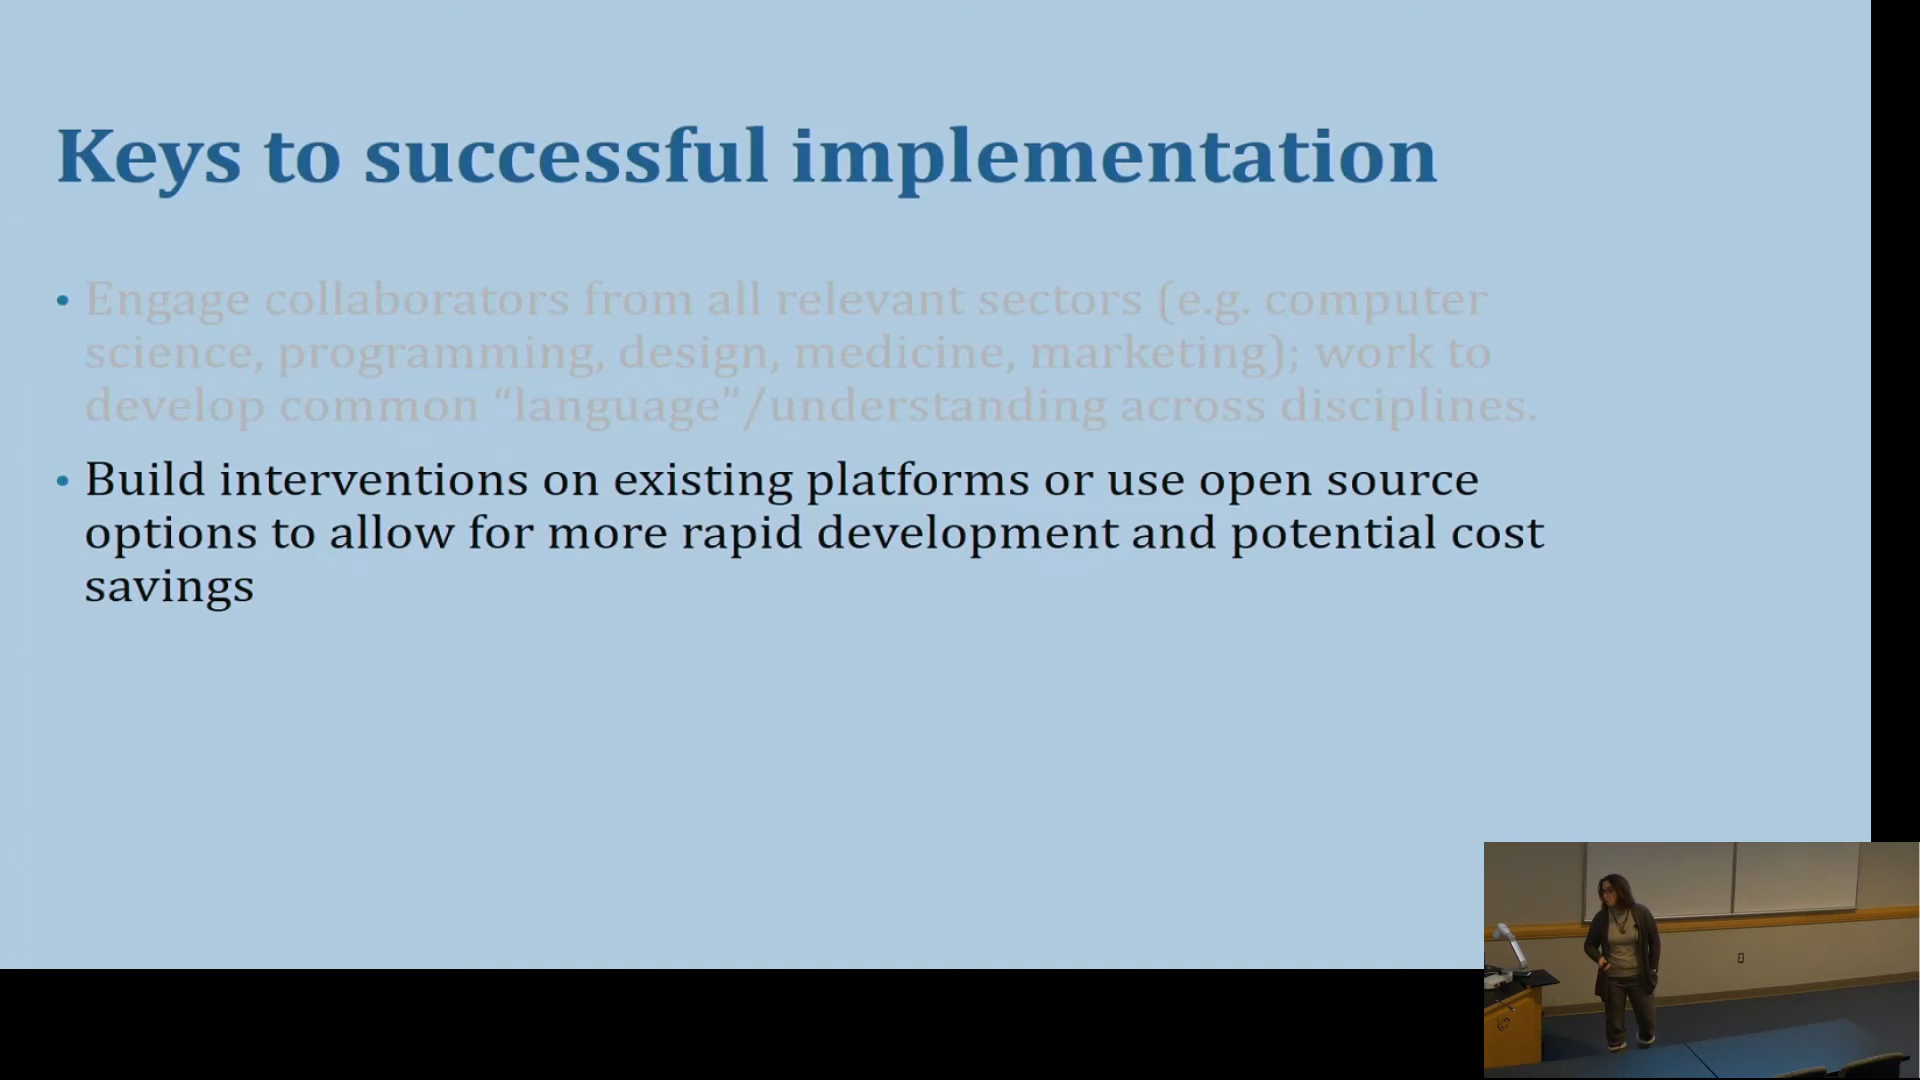 Keys to successful implementation
• Engage collaborators from all relevant sectors (e.g. computer
science, programming, design, medicine, marketing); work to
develop common “language”/understanding across disciplines.
• Build interventions on existing platforms or use open source
options to allow for more rapid development and potential cost
savings